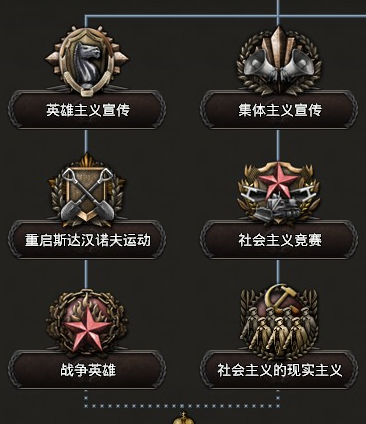 英雄主义宣传
集体主义宣传
重启斯达汉诺夫运动
社会主义竞赛
战争英雄
社会主义的现实主义